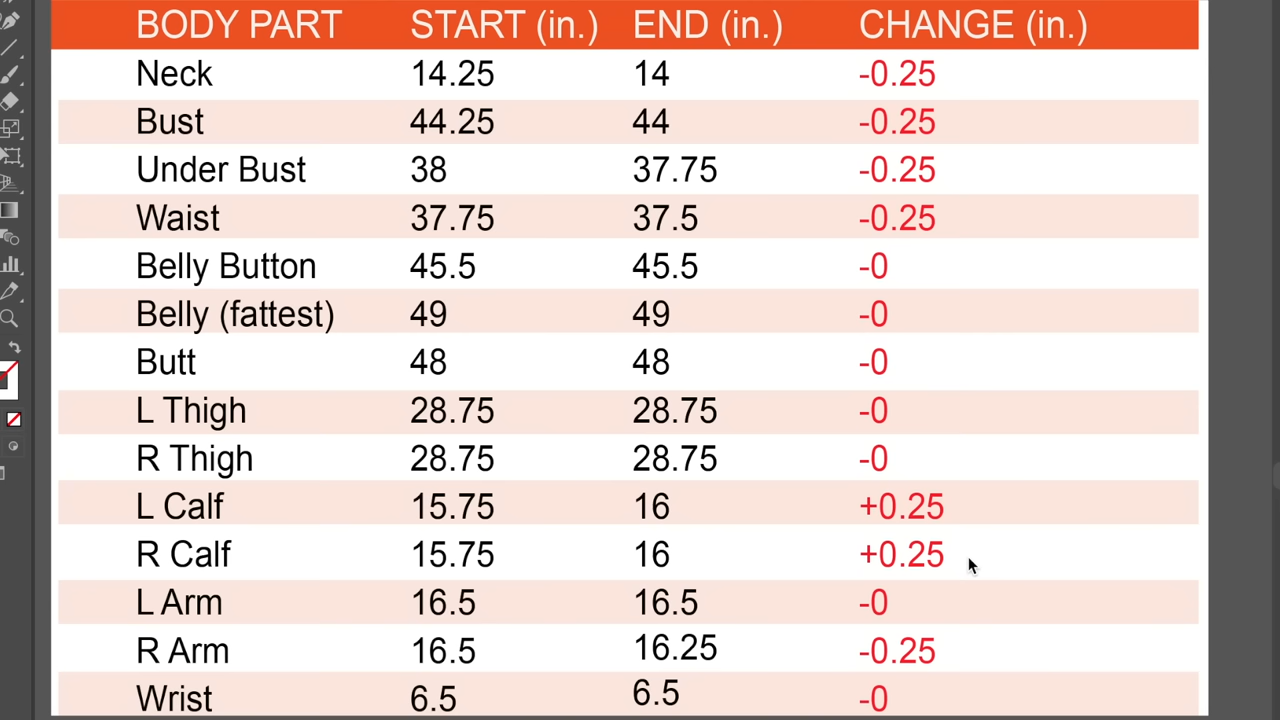 BODY PART START (in.) END (in.) CHANGE (in.)
Neck 14.25 14 -0.25
Bust 44.25 44 -0.25
Under Bust 38 37.75 -0.25
Waist 37.75 37.5 -0.25
Belly Button 45.5 45.5 -0
Belly (fattest) 49 49 -0
Butt 48 48 -0
L Thigh 28.75 28.75 -0
R Thigh 28.75 28.75 -0
L Calf 15.75 16 +0.25
R Calf 15.75 16 +0.25
L Arm 16.5 16.5 -0
R Arm 16.5 16.25 -0.25
Wrist 6.5 6.5 -0